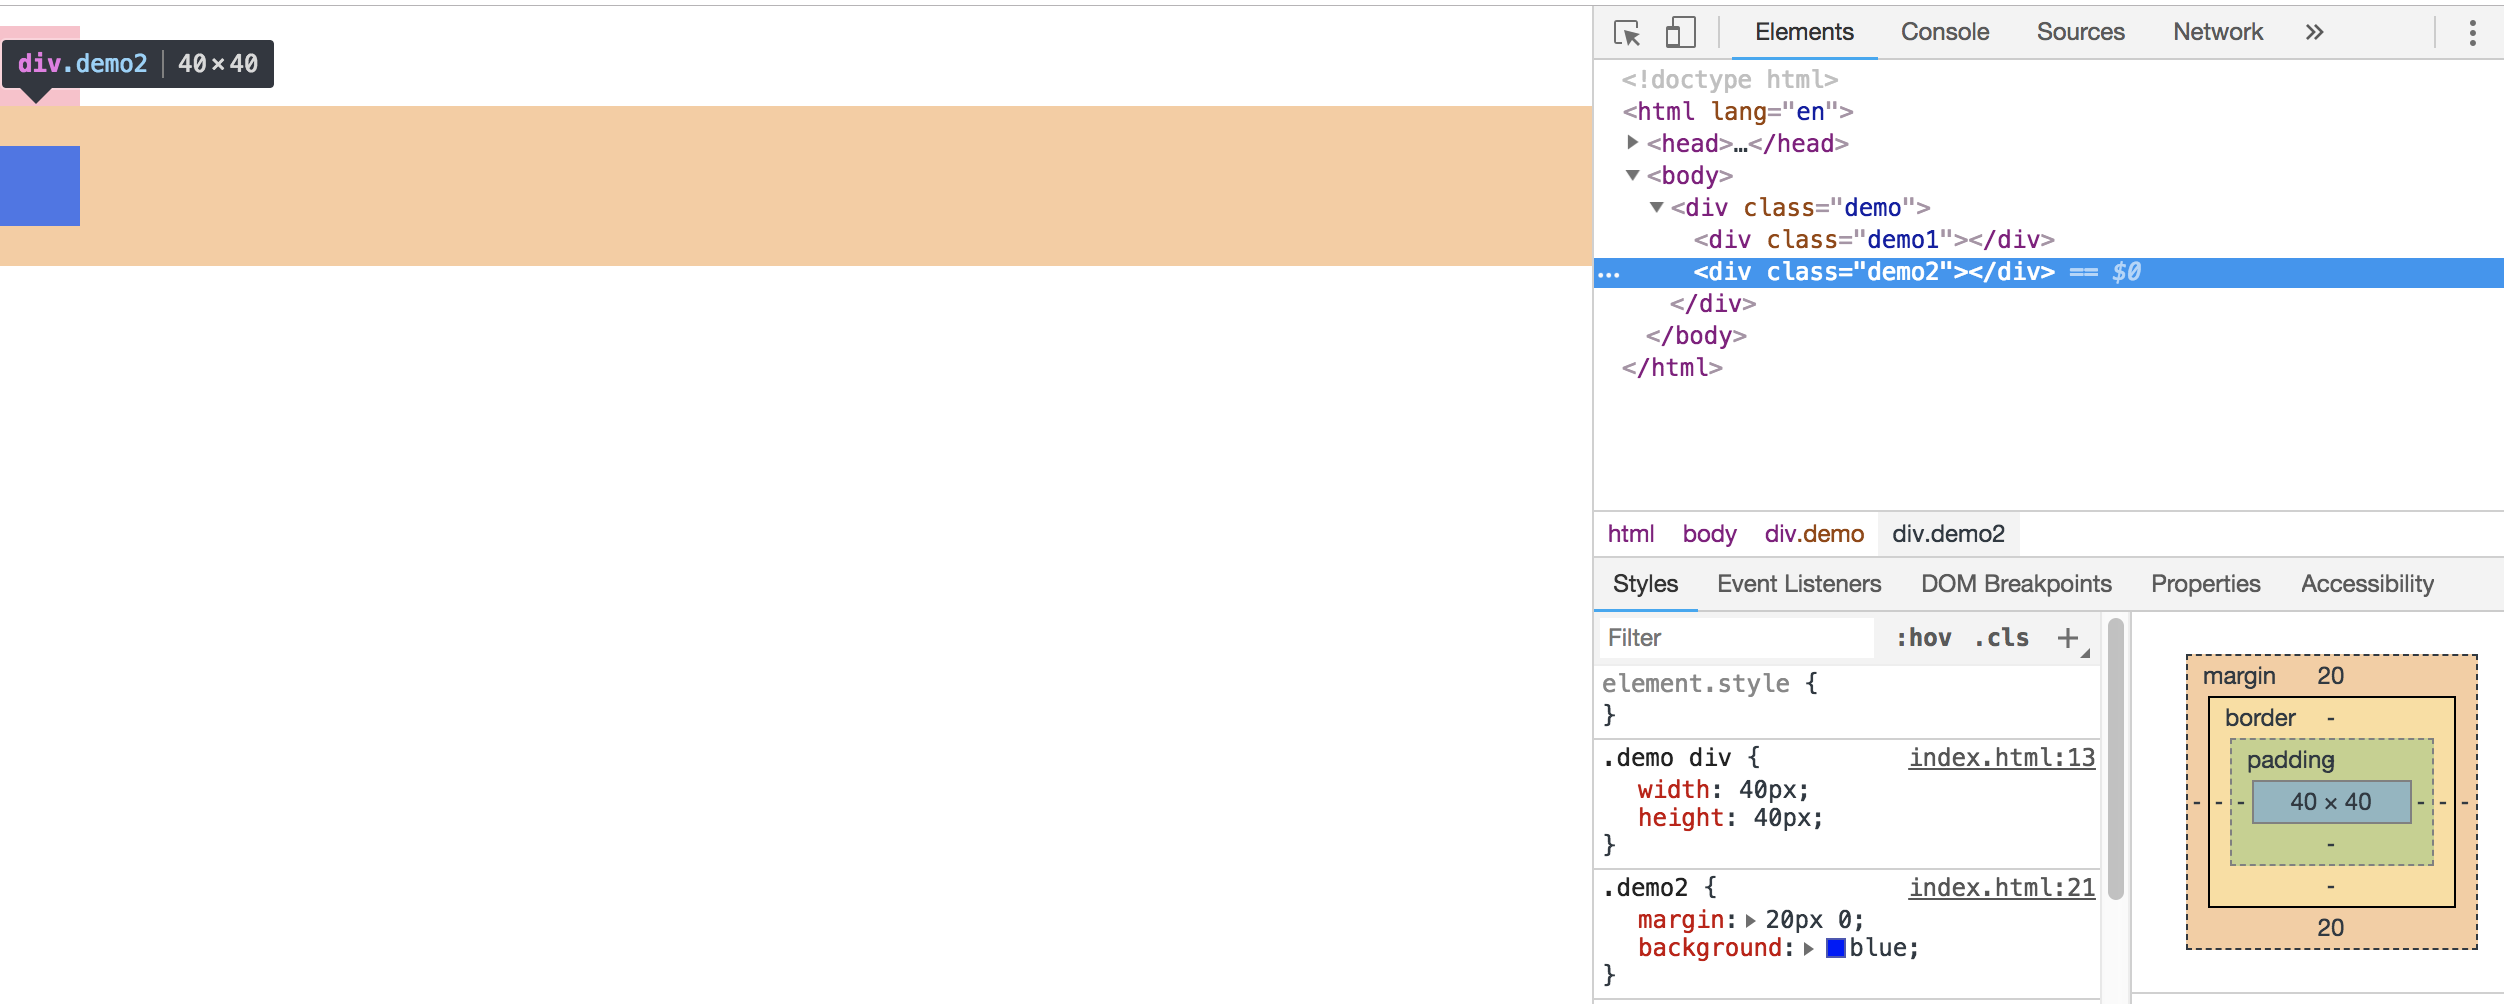 div.demo2 40×40
Elements Console Sources Network »
<!doctype html>
<html lang="en">
<head>…</head>
<body>
<div class="demo">
<div class="demo1"></div>
… <div class="demo2"></div> == $0
</div>
</body>
</html>
html body div.demo div.demo2
Styles Event Listeners DOM Breakpoints Properties Accessibility
Filter :hov .cls +
element.style {
}
.demo div { index.html:13
width: 40px;
height: 40px;
}
.demo2 { index.html:21
margin: 20px 0;
background: blue;
}
margin 20
border -
padding -
- - - 40 × 40 - - -
-
-
20